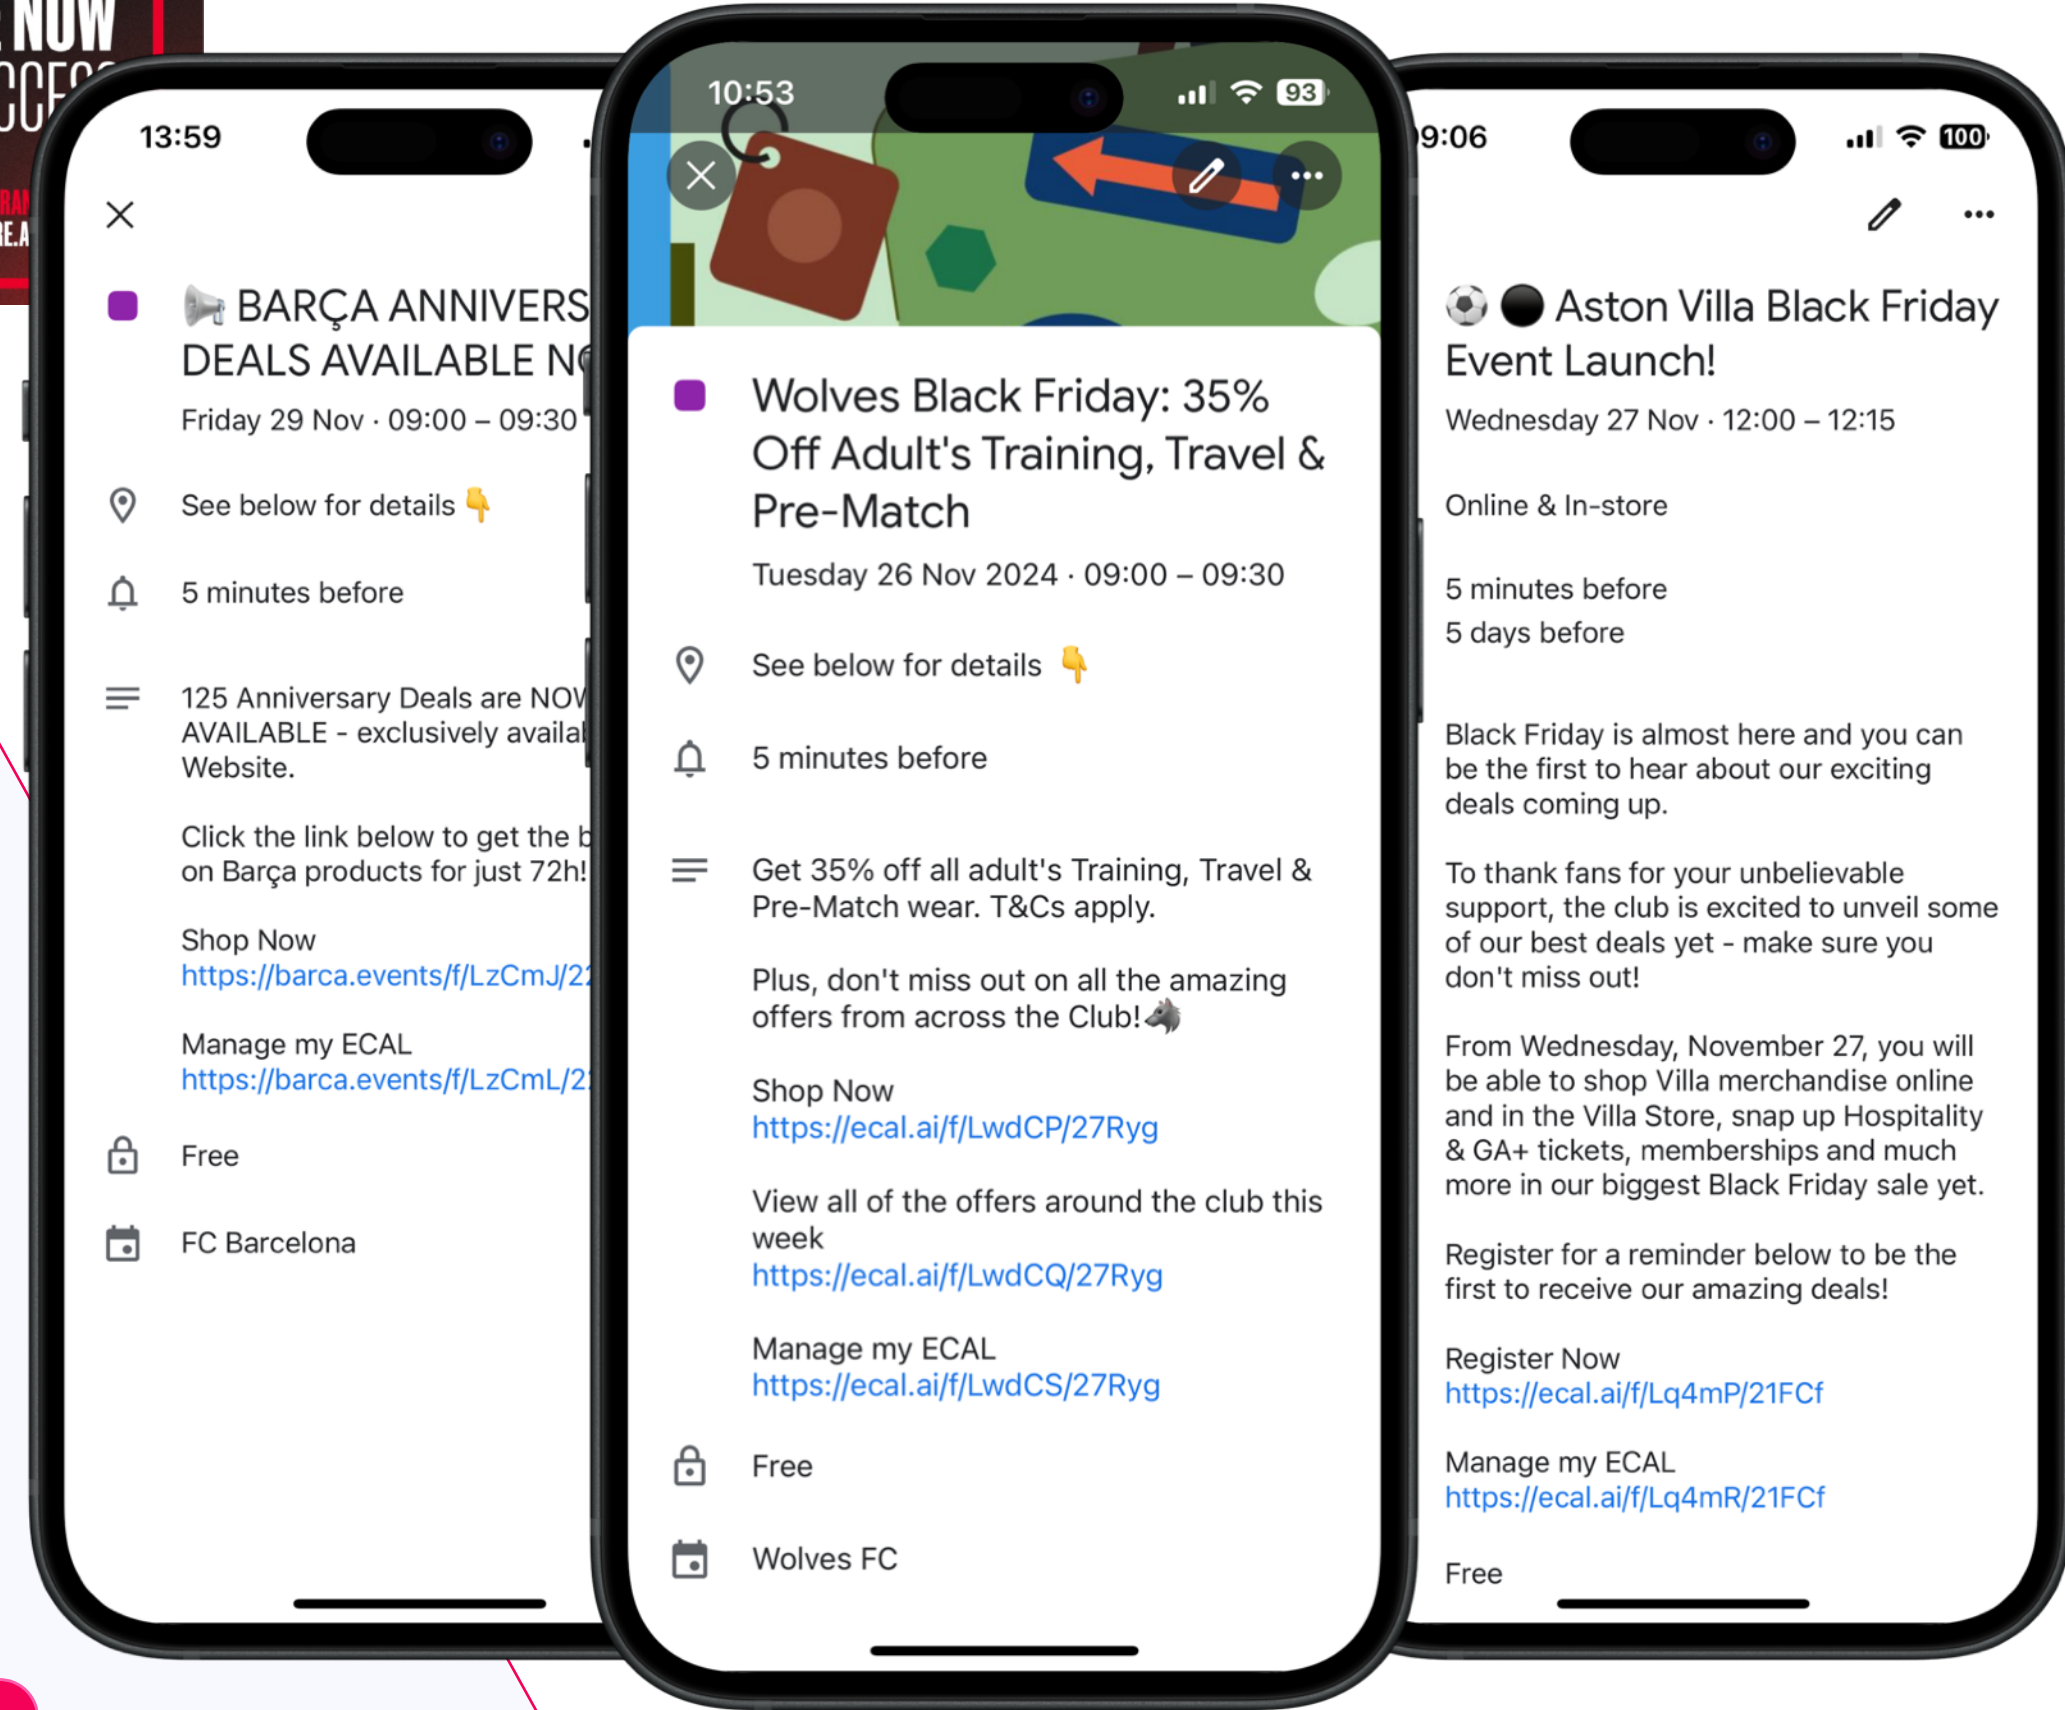 NOW
13:59
📢 BARÇA ANNIVERS
DEALS AVAILABLE
Friday 29 Nov · 09:00 – 09:30
See below for details 👇
5 minutes before
125 Anniversary Deals are NOW
AVAILABLE - exclusively
Website.
Click the link below to get the
on Barça products for just 72h!
Shop Now
https://barca.events/f/LzCmJ/22
Manage my ECAL
https://barca.events/f/LzCmL/2
Free
FC Barcelona
10:53
93
Wolves Black Friday: 35%
Off Adult's Training, Travel &
Pre-Match
Tuesday 26 Nov 2024 · 09:00 – 09:30
See below for details 👇
5 minutes before
Get 35% off all adult's Training, Travel &
Pre-Match wear. T&Cs apply.
Plus, don't miss out on all the amazing
offers from across the Club!🐺
Shop Now
https://ecal.ai/f/LwdCP/27Ryg
View all of the offers around the club this
week
https://ecal.ai/f/LwdCQ/27Ryg
Manage my ECAL
https://ecal.ai/f/LwdCS/27Ryg
Free
Wolves FC
9:06
100
⚽ ⚫ Aston Villa Black Friday
Event Launch!
Wednesday 27 Nov · 12:00 – 12:15
Online & In-store
5 minutes before
5 days before
Black Friday is almost here and you can
be the first to hear about our exciting
deals coming up.
To thank fans for your unbelievable
support, the club is excited to unveil some
of our best deals yet - make sure you
don't miss out!
From Wednesday, November 27, you will
be able to shop Villa merchandise online
and in the Villa Store, snap up Hospitality
& GA+ tickets, memberships and much
more in our biggest Black Friday sale yet.
Register for a reminder below to be the
first to receive our amazing deals!
Register Now
https://ecal.ai/f/Lq4mP/21FCf
Manage my ECAL
https://ecal.ai/f/Lq4mR/21FCf
Free